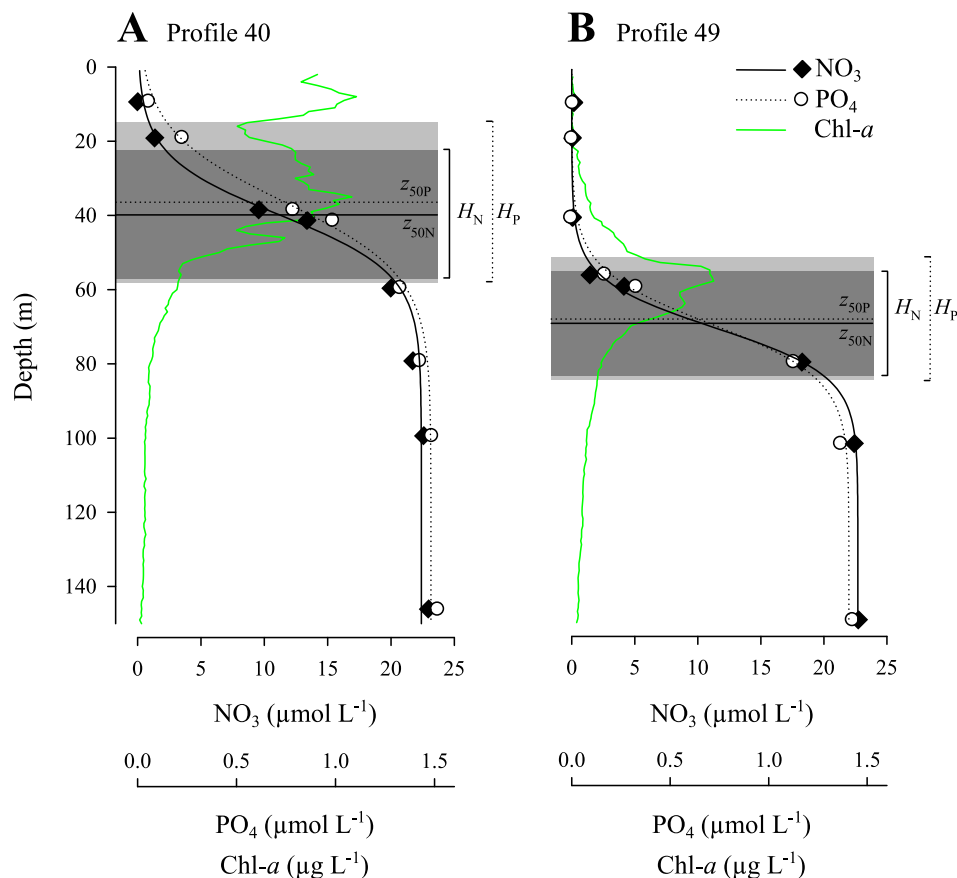 A Profile 40
B Profile 49
NO3
PO4
Chl-a
0
20
40
60
80
100
120
140
Depth (m)
z50P
z50N
HN
HP
z50P
z50N
HN
HP
0 5 10 15 20 25
0 5 10 15 20 25
NO3 (µmol L-1)
NO3 (µmol L-1)
0.0 0.5 1.0 1.5
0.0 0.5 1.0 1.5
PO4 (µmol L-1)
PO4 (µmol L-1)
Chl-a (µg L-1)
Chl-a (µg L-1)